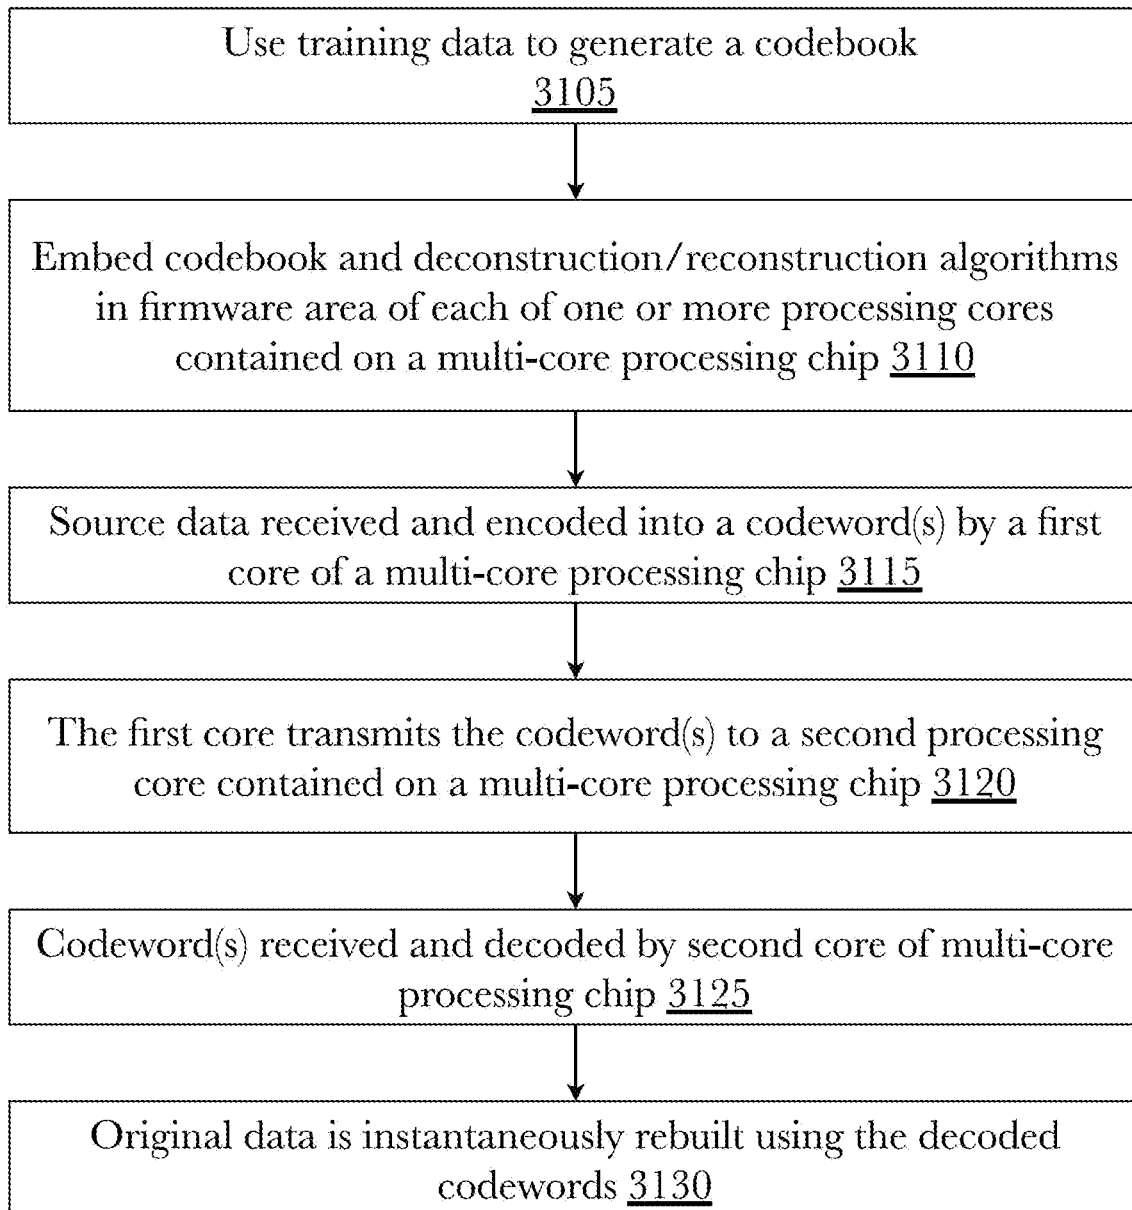 Use training data to generate a codebook
3105
Embed codebook and deconstruction/reconstruction algorithms
in firmware area of each of one or more processing cores
contained on a multi-core processing chip 3110
Source data received and encoded into a codeword(s) by a first
core of a multi-core processing chip 3115
The first core transmits the codeword(s) to a second processing
core contained on a multi-core processing chip 3120
Codeword(s) received and decoded by second core of multi-core
processing chip 3125
Original data is instantaneously rebuilt using the decoded
codewords 3130